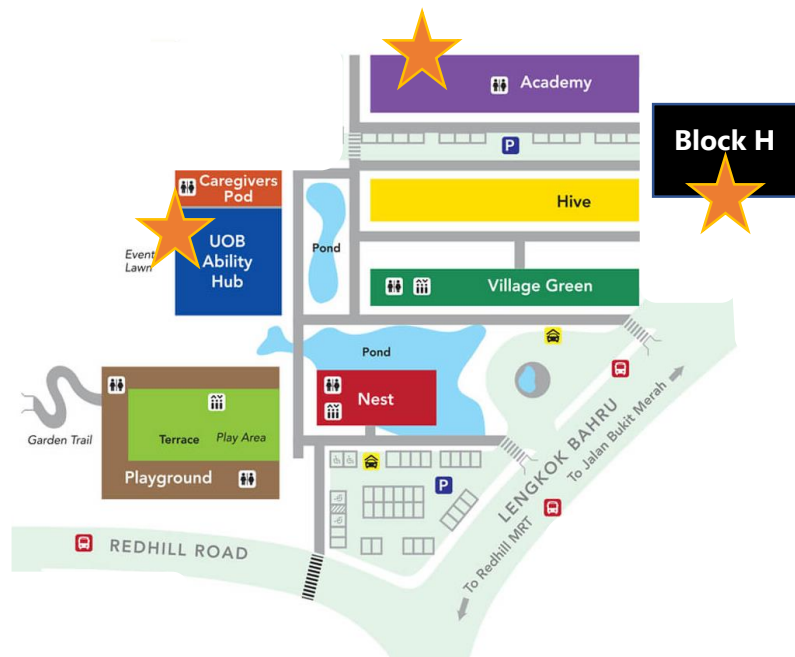 Academy
P
Block H
Caregivers
Pod
Hive
Event
Lawn
UOB
Ability
Hub
Pond
Village Green
Pond
Nest
Garden Trail
Terrace
Play Area
Playground
P
LENGKOK BAHRU
To Jalan Bukit Merah
To Redhill MRT
REDHILL ROAD